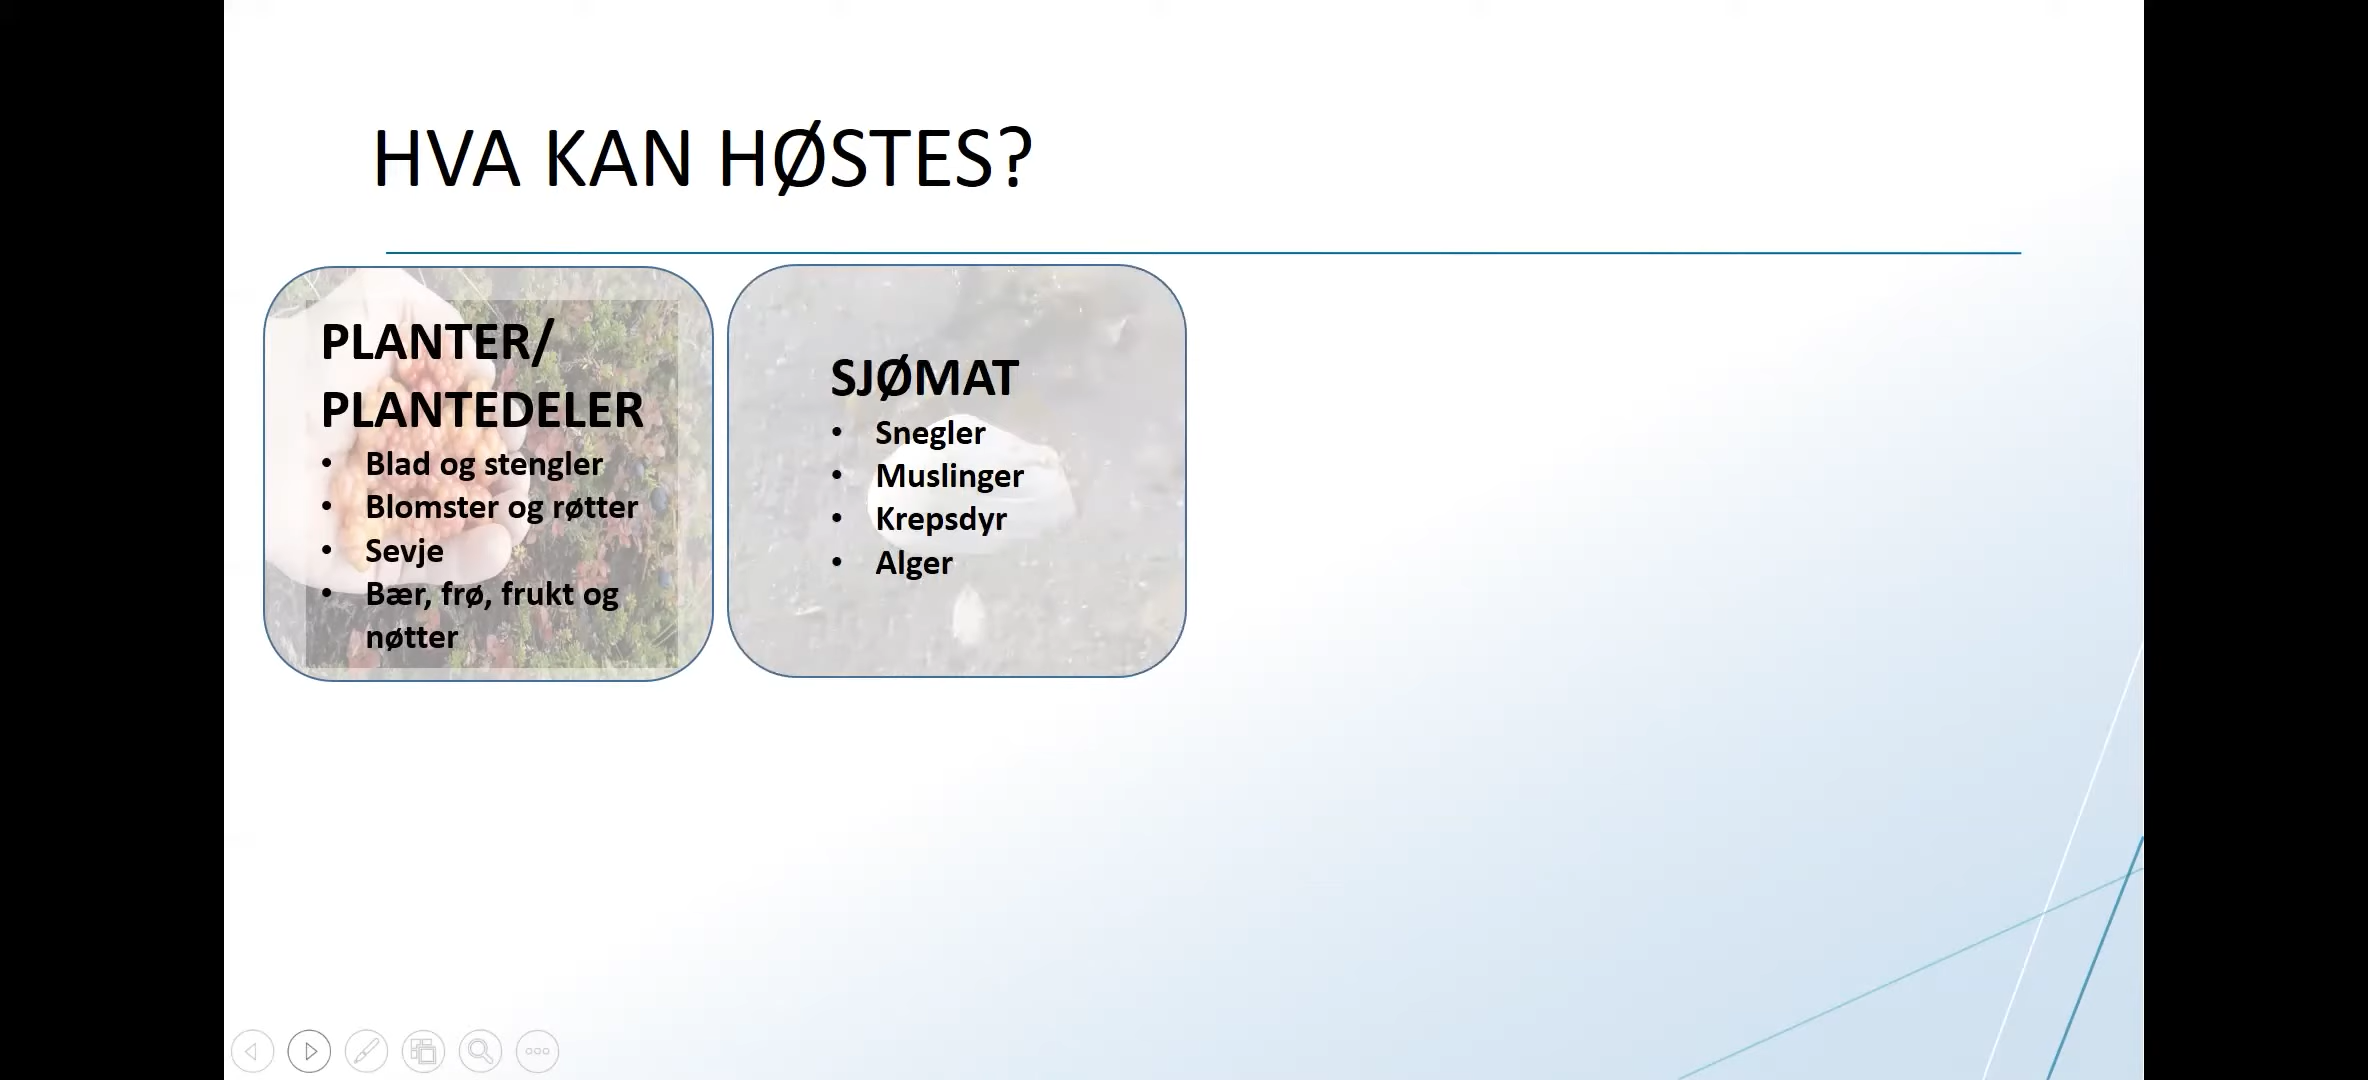 HVA KAN HØSTES?
PLANTER/
PLANTEDELER
• Blad og stengler
• Blomster og røtter
• Sevje
• Bær, frø, frukt og
nøtter
SJØMAT
• Snegler
• Muslinger
• Krepsdyr
• Alger